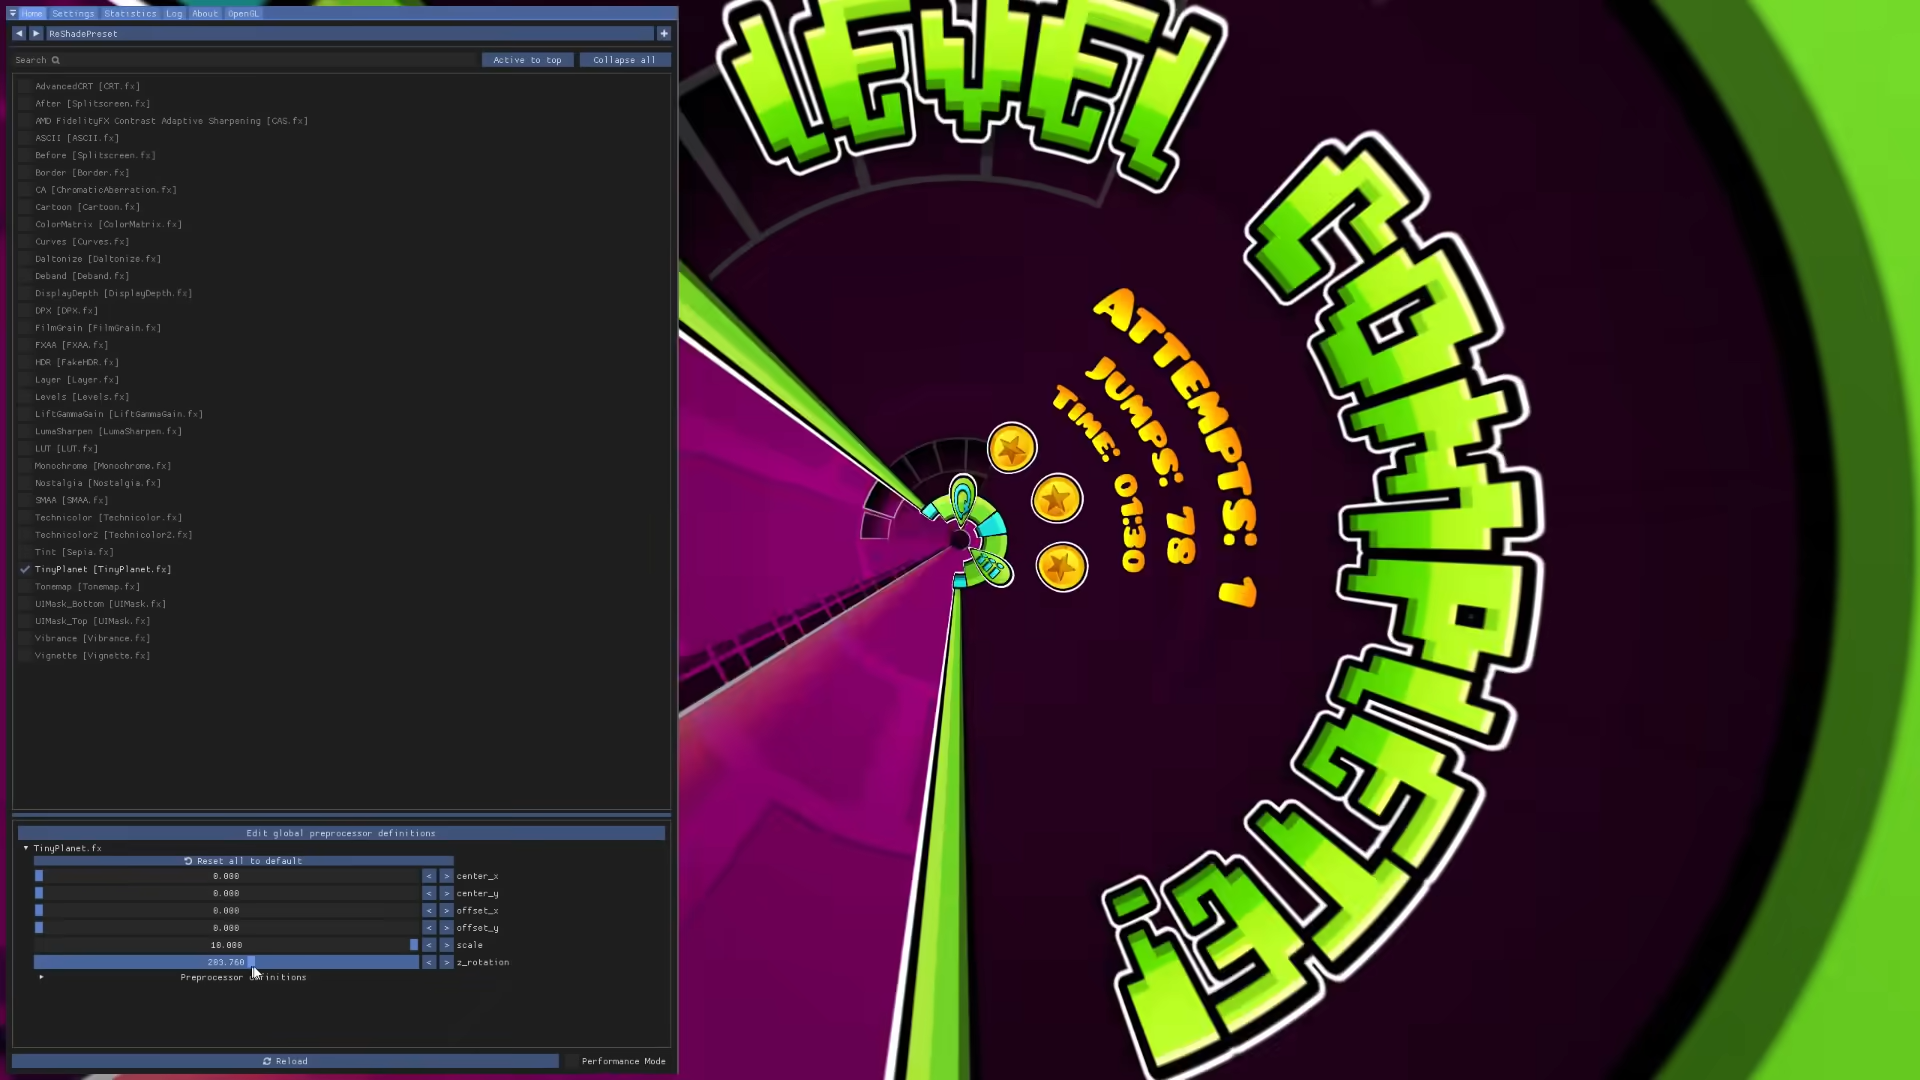 Home Settings Statistics Log About OpenGL
ReShadePreset
Search Active to top Collapse all
AdvancedCRT [CRT.fx]
After [Splitscreen.fx]
AMD FidelityFX Contrast Adaptive Sharpening [CAS.fx]
ASCII [ASCII.fx]
Before [Splitscreen.fx]
Border [Border.fx]
CA [ChromaticAberration.fx]
Cartoon [Cartoon.fx]
ColorMatrix [ColorMatrix.fx]
Curves [Curves.fx]
Daltonize [Daltonize.fx]
Deband [Deband.fx]
DisplayDepth [DisplayDepth.fx]
DPX [DPX.fx]
FilmGrain [FilmGrain.fx]
FXAA [FXAA.fx]
HDR [FakeHDR.fx]
Layer [Layer.fx]
Levels [Levels.fx]
LiftGammaGain [LiftGammaGain.fx]
LumaSharpen [LumaSharpen.fx]
LUT [LUT.fx]
Monochrome [Monochrome.fx]
Nostalgia [Nostalgia.fx]
SMAA [SMAA.fx]
Technicolor [Technicolor.fx]
Technicolor2 [Technicolor2.fx]
Tint [Sepia.fx]
TinyPlanet [TinyPlanet.fx]
Tonemap [Tonemap.fx]
UIMask_Bottom [UIMask.fx]
UIMask_Top [UIMask.fx]
Vibrance [Vibrance.fx]
Vignette [Vignette.fx]
Edit global preprocessor definitions
TinyPlanet.fx
Reset all to default
0.000 < > center_x
0.000 < > center_y
0.000 < > offset_x
0.000 < > offset_y
10.000 < > scale
203.760 < > z_rotation
Preprocessor definitions
Reload Performance Mode
LEVEL COMPLETE!
ATTEMPTS: 1
JUMPS: 78
TIME: 01:30